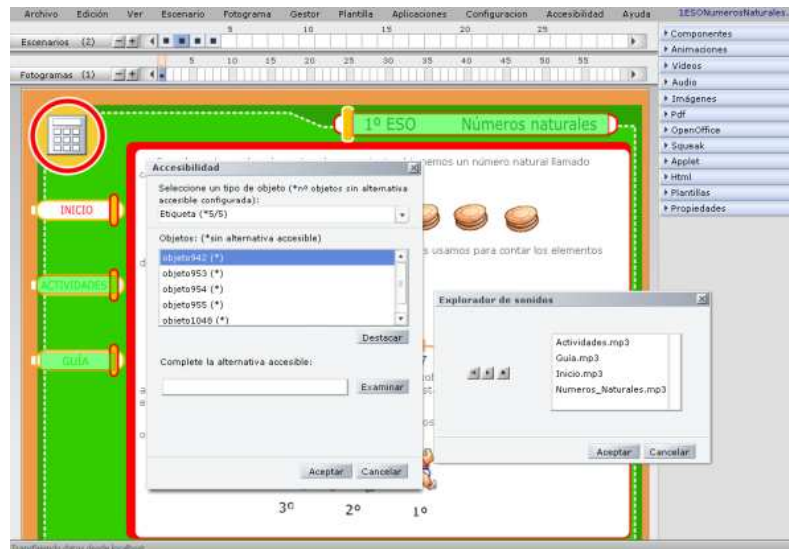 Archivo Edición Ver Escenario Fotograma Gestor Plantilla Aplicaciones Configuracion Accesibilidad Ayuda 1ESONumerosNaturales.
Escenarios (2) 5 10 15 20 25
Fotogramas (1) 5 10 15 20 25 30 35 40 45 50 55
Componentes
Animaciones
Videos
Audio
Imágenes
Pdf
OpenOffice
Squeak
Applet
Html
Plantillas
Propiedades
1º ESO Números naturales
INICIO
ACTIVIDADES
GUÍA
nemos un número natural llamado
s usamos para contar los elementos
Accesibilidad
Seleccione un tipo de objeto (*nº objetos sin alternativa
accesible configurada):
Etiqueta (*5/5)
Objetos: (*sin alternativa accesible)
objeto942 (*)
objeto953 (*)
objeto954 (*)
objeto955 (*)
objeto1048 (*)
Destacar
Complete la alternativa accesible:
Examinar
Aceptar Cancelar
Explorador de sonidos
Actividades.mp3
Guia.mp3
Inicio.mp3
Numeros_Naturales.mp3
Aceptar Cancelar
3º 2º 1º
Transfiriendo datos desde localhost